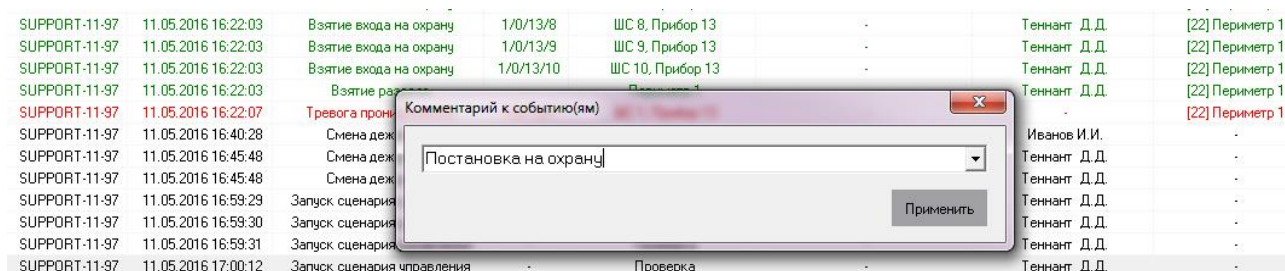 SUPPORT-11-97 11.05.2016 16:22:03 Взятие входа на охрану 1/0/13/8 ШС 8, Прибор 13 - Теннант Д.Д. [22] Периметр 1
SUPPORT-11-97 11.05.2016 16:22:03 Взятие входа на охрану 1/0/13/9 ШС 9, Прибор 13 - Теннант Д.Д. [22] Периметр 1
SUPPORT-11-97 11.05.2016 16:22:03 Взятие входа на охрану 1/0/13/10 ШС 10, Прибор 13 - Теннант Д.Д. [22] Периметр 1
SUPPORT-11-97 11.05.2016 16:22:03 Взятие Теннант Д.Д. [22] Периметр 1
Комментарий к событию(ям)
SUPPORT-11-97 11.05.2016 16:22:07 Тревога прони - [22] Периметр 1
SUPPORT-11-97 11.05.2016 16:40:28 Смена деж Иванов И.И. -
SUPPORT-11-97 11.05.2016 16:45:48 Смена деж Теннант Д.Д. -
Постановка на охрану
SUPPORT-11-97 11.05.2016 16:45:48 Смена деж Теннант Д.Д. -
SUPPORT-11-97 11.05.2016 16:59:29 Запуск сценария Теннант Д.Д. -
Применить
SUPPORT-11-97 11.05.2016 16:59:30 Запуск сценария Теннант Д.Д. -
SUPPORT-11-97 11.05.2016 16:59:31 Запуск сценария Теннант Д.Д. -
SUPPORT-11-97 11.05.2016 17:00:12 Запуск сценария управления - Проверка - Теннант Д.Д. -